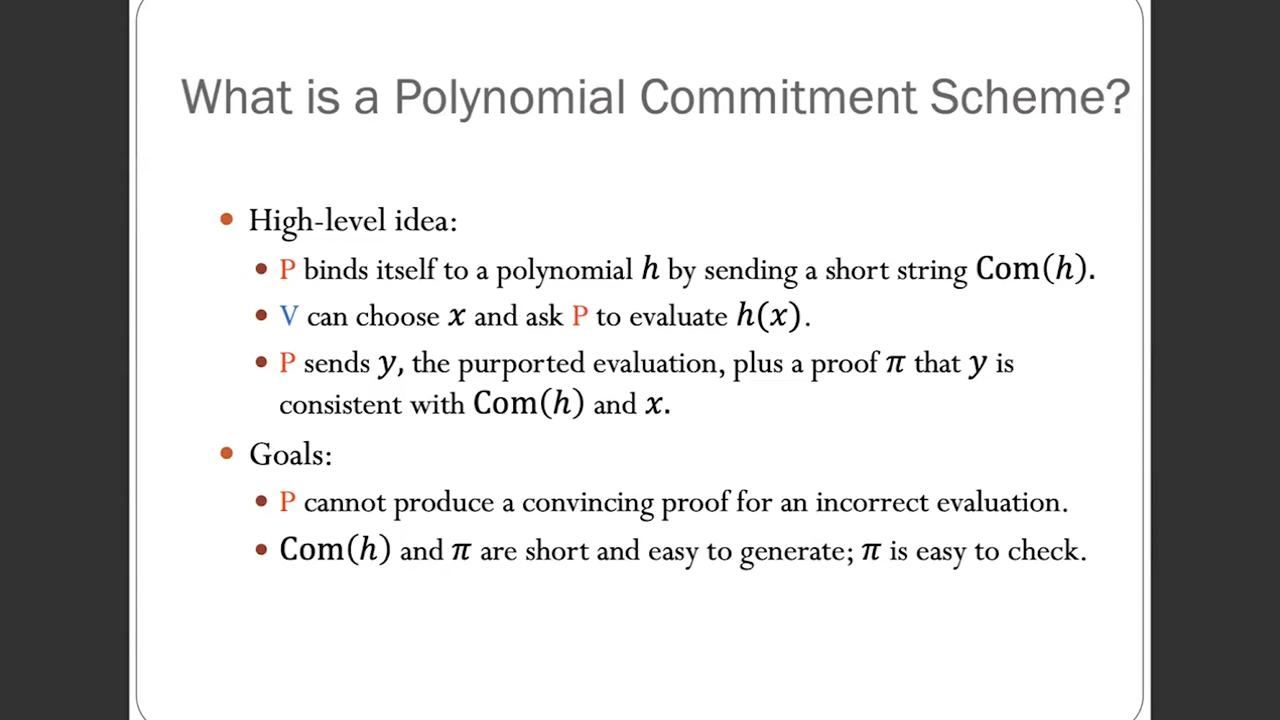 What is a Polynomial Commitment Scheme?
• High-level idea:
• P binds itself to a polynomial h by sending a short string Com(h).
• V can choose x and ask P to evaluate h(x).
• P sends y, the purported evaluation, plus a proof π that y is
consistent with Com(h) and x.
• Goals:
• P cannot produce a convincing proof for an incorrect evaluation.
• Com(h) and π are short and easy to generate; π is easy to check.